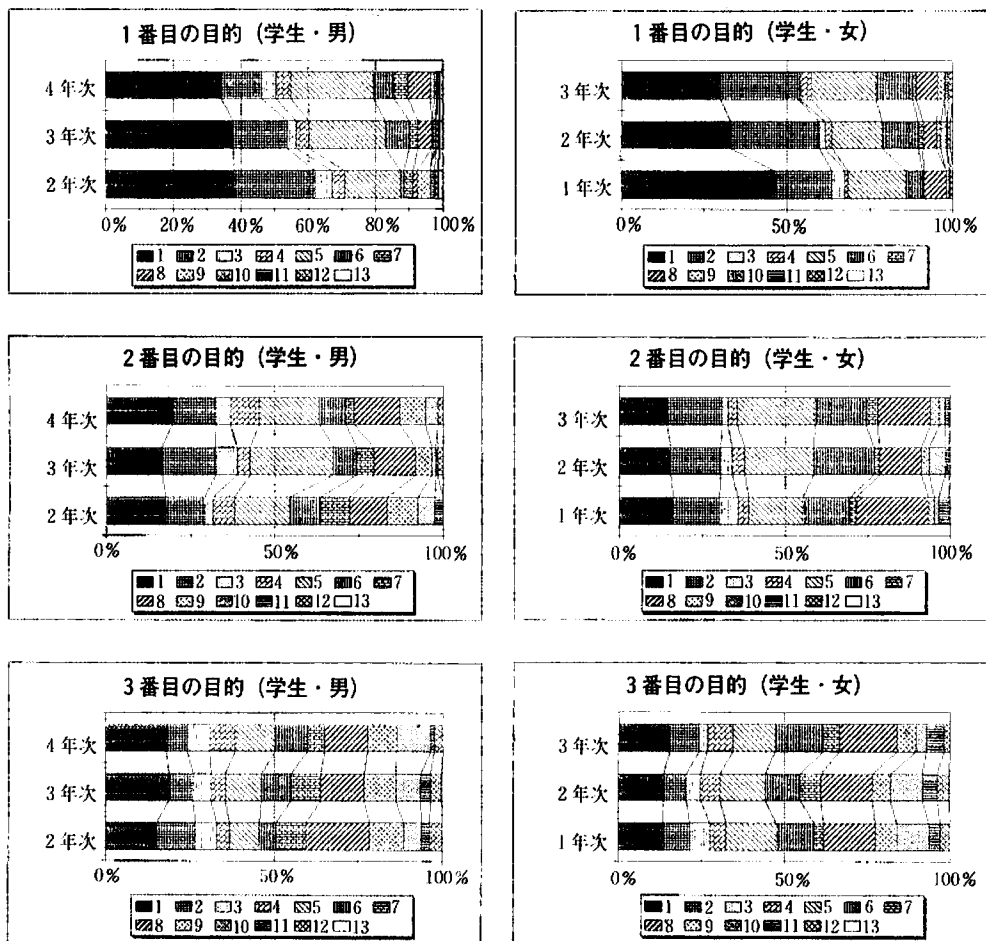 1番目の目的 (学生・男)
4年次
3年次
2年次
0% 20% 40% 60% 80% 100%
1 2 3 4 5 6 7
8 9 10 11 12 13
1番目の目的 (学生・女)
3年次
2年次
1年次
0% 50% 100%
1 2 3 4 5 6 7
8 9 10 11 12 13
2番目の目的 (学生・男)
4年次
3年次
2年次
0% 50% 100%
1 2 3 4 5 6 7
8 9 10 11 12 13
2番目の目的 (学生・女)
3年次
2年次
1年次
0% 50% 100%
1 2 3 4 5 6 7
8 9 10 11 12 13
3番目の目的 (学生・男)
4年次
3年次
2年次
0% 50% 100%
1 2 3 4 5 6 7
8 9 10 11 12 13
3番目の目的 (学生・女)
3年次
2年次
1年次
0% 50% 100%
1 2 3 4 5 6 7
8 9 10 11 12 13